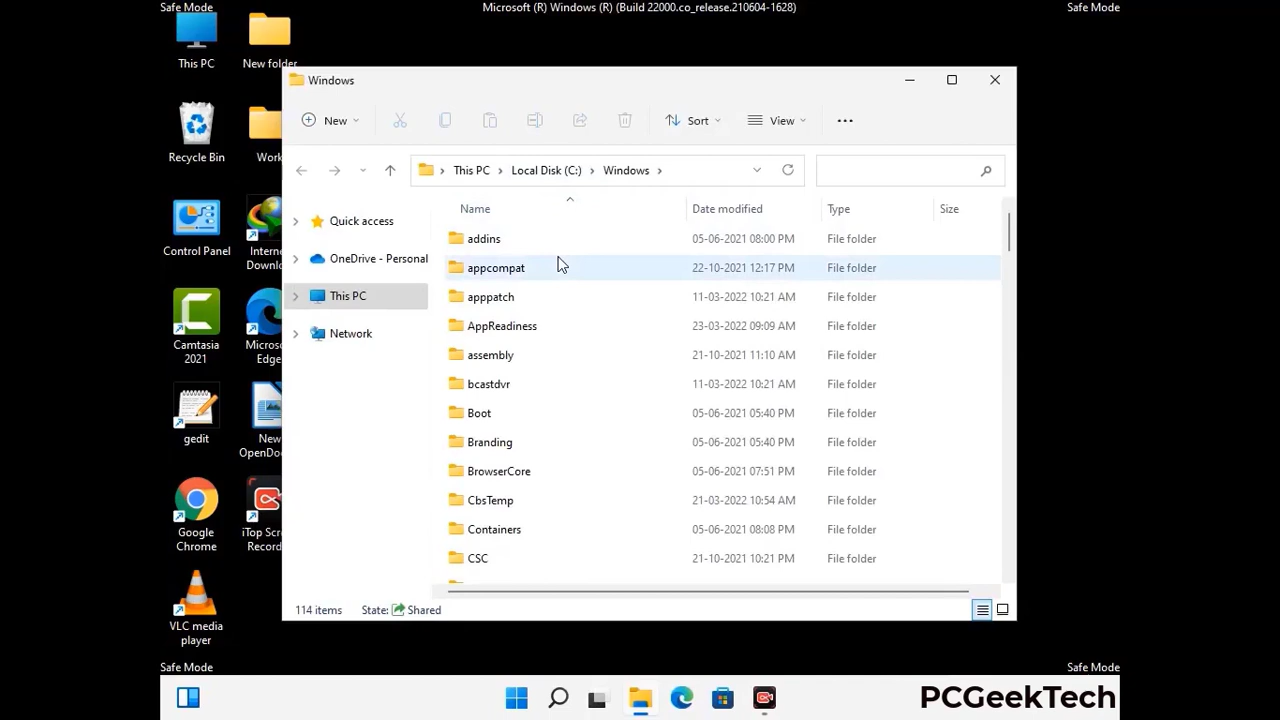 Safe Mode
Microsoft (R) Windows (R) (Build 22000.co_release.210604-1628)
Safe Mode
This PC
New folder
Recycle Bin
Work
Control Panel
Internet
Downlo
Camtasia
2021
Microso
Edge
gedit
New
OpenDoc
Google
Chrome
iTop Scre
Record
VLC media
player
Windows
New
Sort
View
This PC
Local Disk (C:)
Windows
Quick access
OneDrive - Personal
This PC
Network
Name Date modified Type Size
addins 05-06-2021 08:00 PM File folder
appcompat 22-10-2021 12:17 PM File folder
apppatch 11-03-2022 10:21 AM File folder
AppReadiness 23-03-2022 09:09 AM File folder
assembly 21-10-2021 11:10 AM File folder
bcastdvr 11-03-2022 10:21 AM File folder
Boot 05-06-2021 05:40 PM File folder
Branding 05-06-2021 05:40 PM File folder
BrowserCore 05-06-2021 07:51 PM File folder
CbsTemp 21-03-2022 10:54 AM File folder
Containers 05-06-2021 08:08 PM File folder
CSC 21-10-2021 10:21 PM File folder
114 items State: Shared
Safe Mode
Safe Mode
PCGeekTech